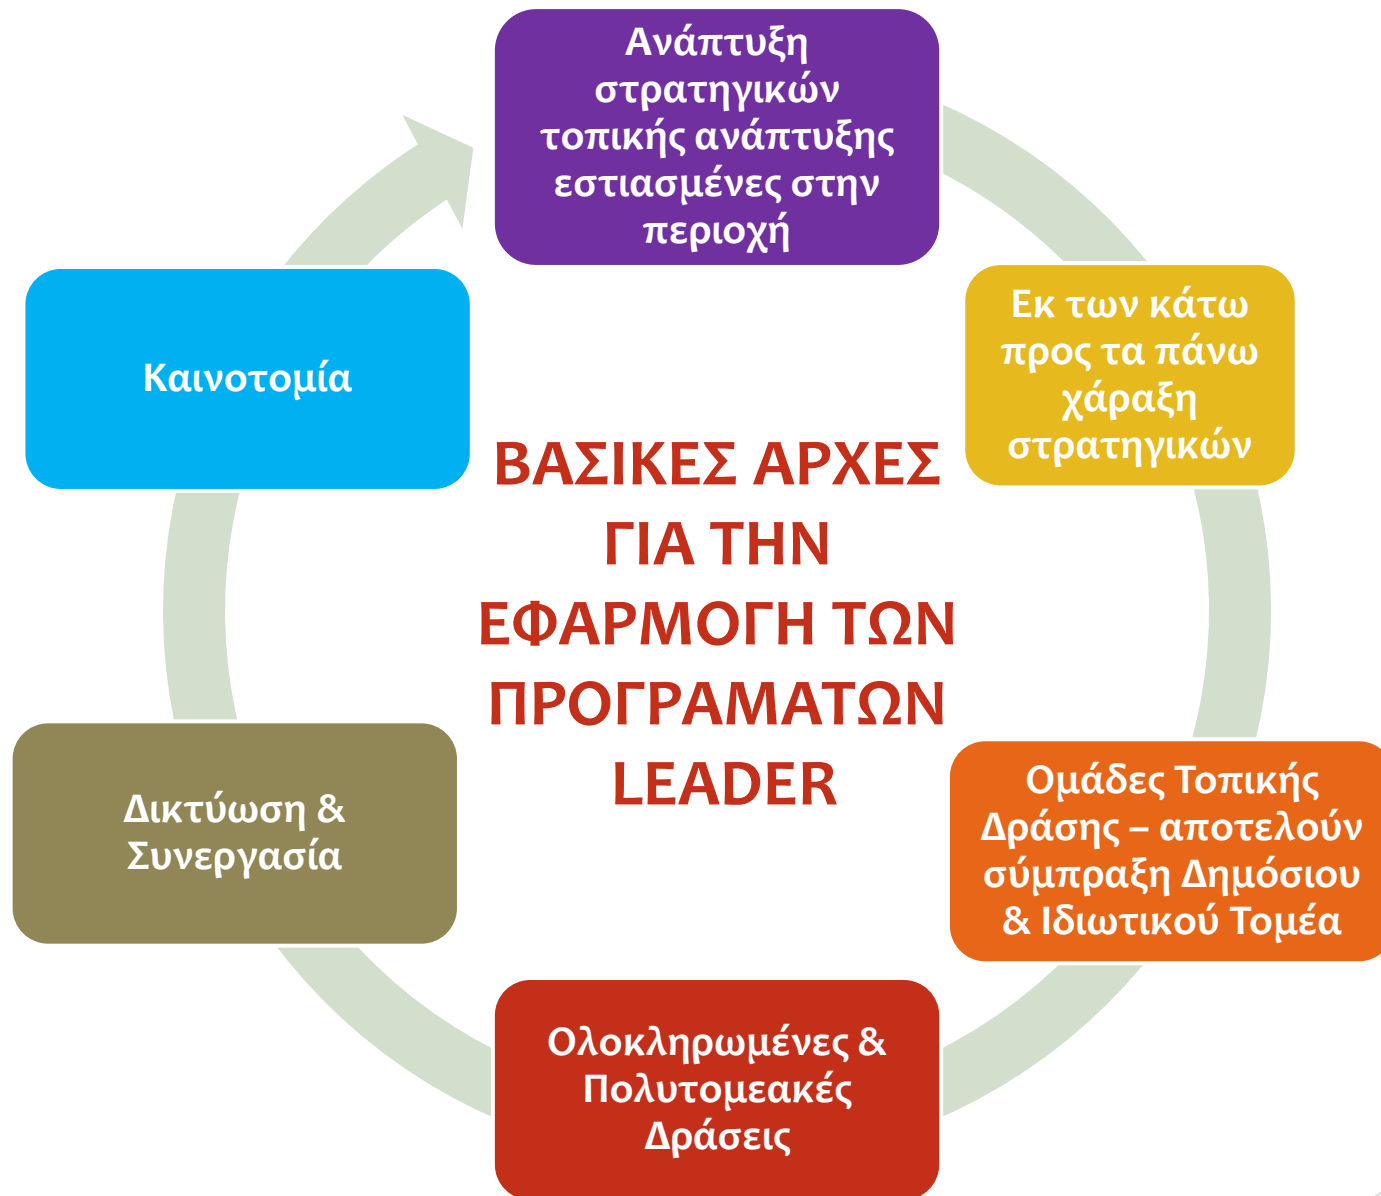 Ανάπτυξη
στρατηγικών
τοπικής ανάπτυξης
εστιασμένες στην
περιοχή
Εκ των κάτω
προς τα πάνω
χάραξη
στρατηγικών
Ομάδες Τοπικής
Δράσης – αποτελούν
σύμπραξη Δημόσιου
& Ιδιωτικού Τομέα
Ολοκληρωμένες &
Πολυτομεακές
Δράσεις
Δικτύωση &
Συνεργασία
Καινοτομία
ΒΑΣΙΚΕΣ ΑΡΧΕΣ
ΓΙΑ ΤΗΝ
ΕΦΑΡΜΟΓΗ ΤΩΝ
ΠΡΟΓΡΑΜΑΤΩΝ
LEADER